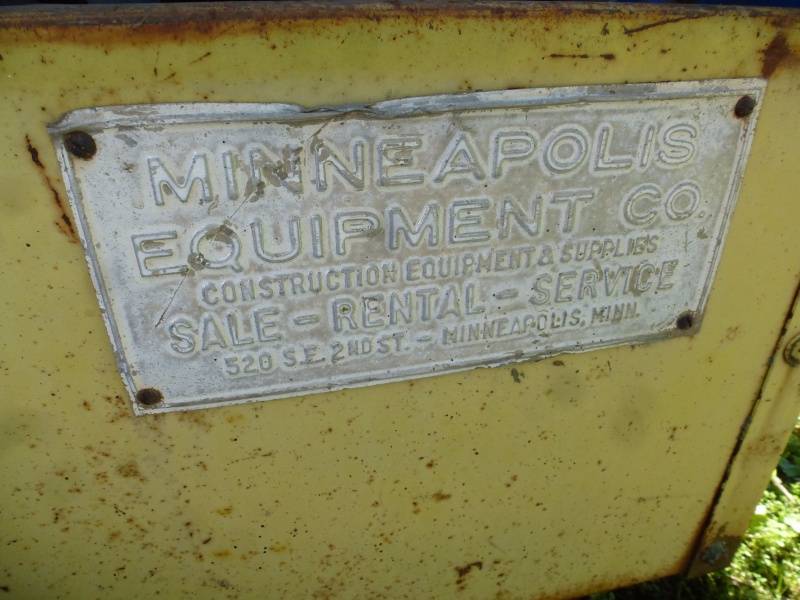 MINNEAPOLIS
EQUIPMENT CO.
CONSTRUCTION EQUIPMENT & SUPPLIES
SALE – RENTAL – SERVICE
520 S.E. 2ND ST. – MINNEAPOLIS, MINN.